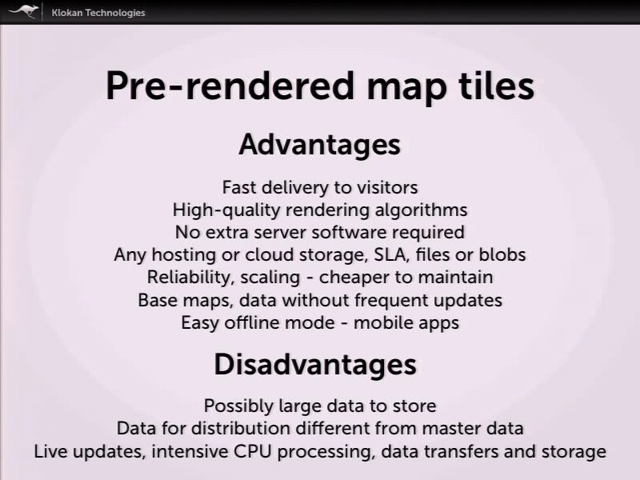 Klokan Technologies
Pre-rendered map tiles
Advantages
Fast delivery to visitors
High-quality rendering algorithms
No extra server software required
Any hosting or cloud storage, SLA, files or blobs
Reliability, scaling - cheaper to maintain
Base maps, data without frequent updates
Easy offline mode - mobile apps
Disadvantages
Possibly large data to store
Data for distribution different from master data
Live updates, intensive CPU processing, data transfers and storage